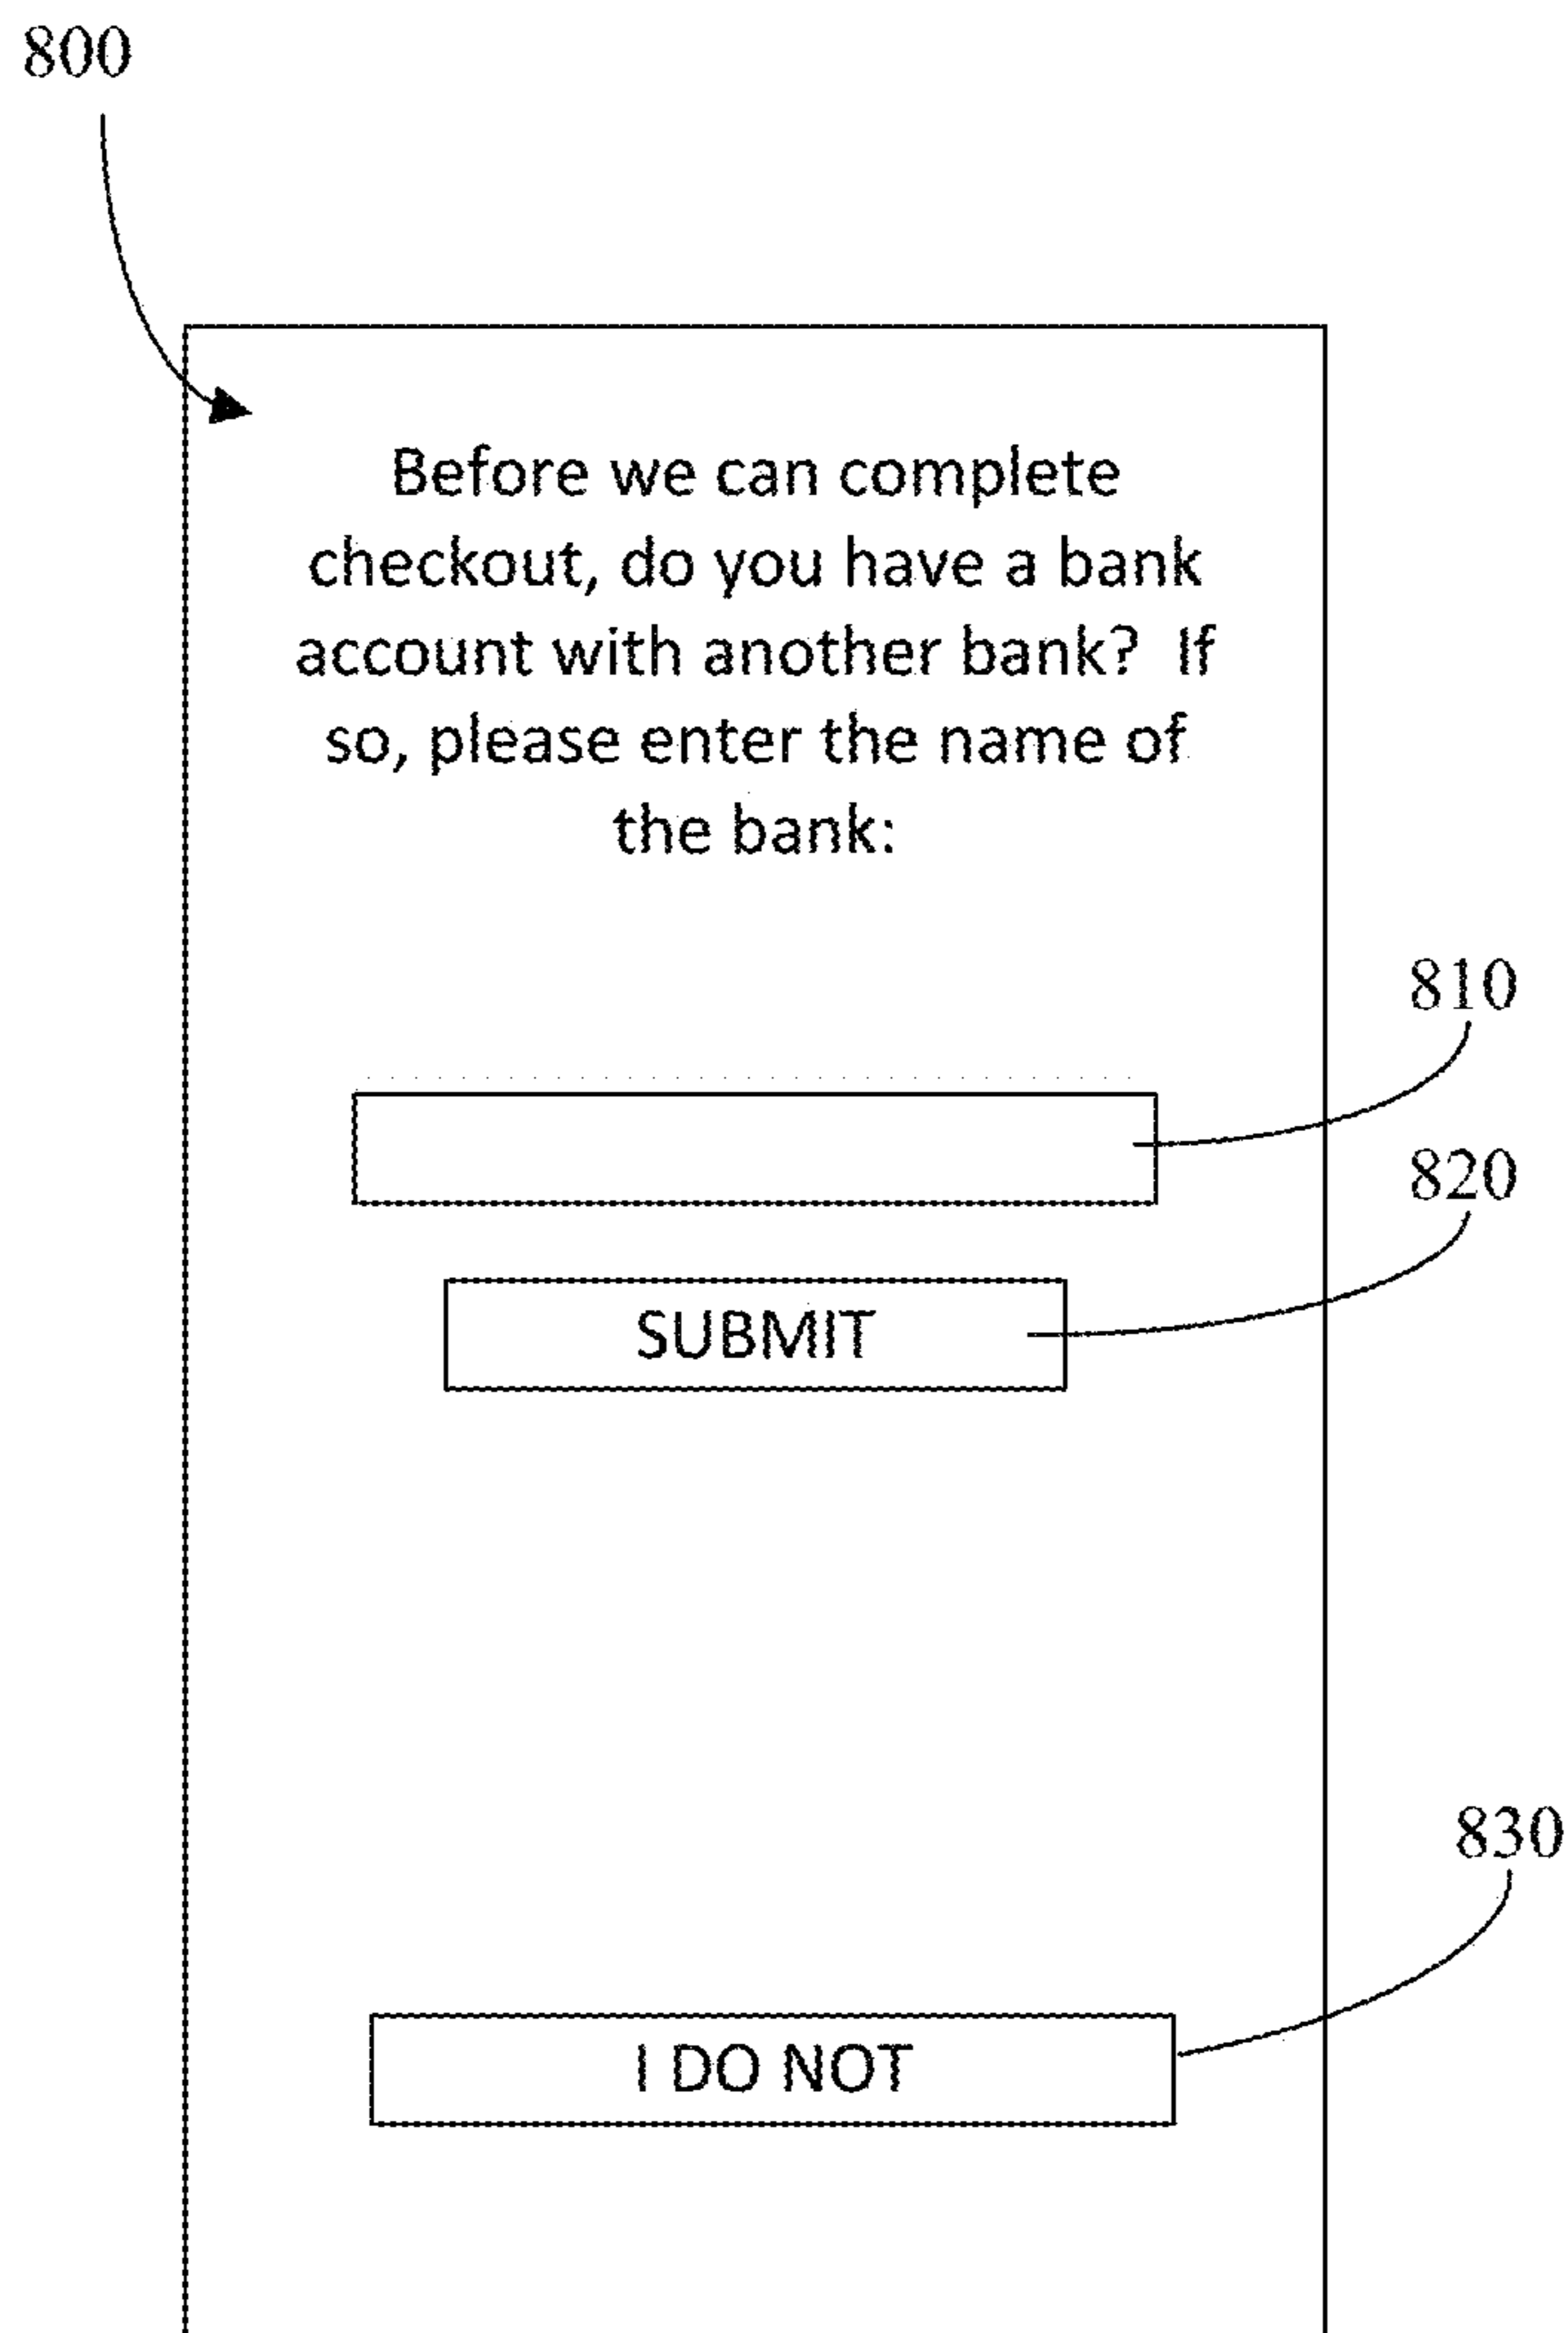 800
Before we can complete
checkout, do you have a bank
account with another bank?  If
so, please enter the name of
the bank:
810
820
SUBMIT
830
I DO NOT